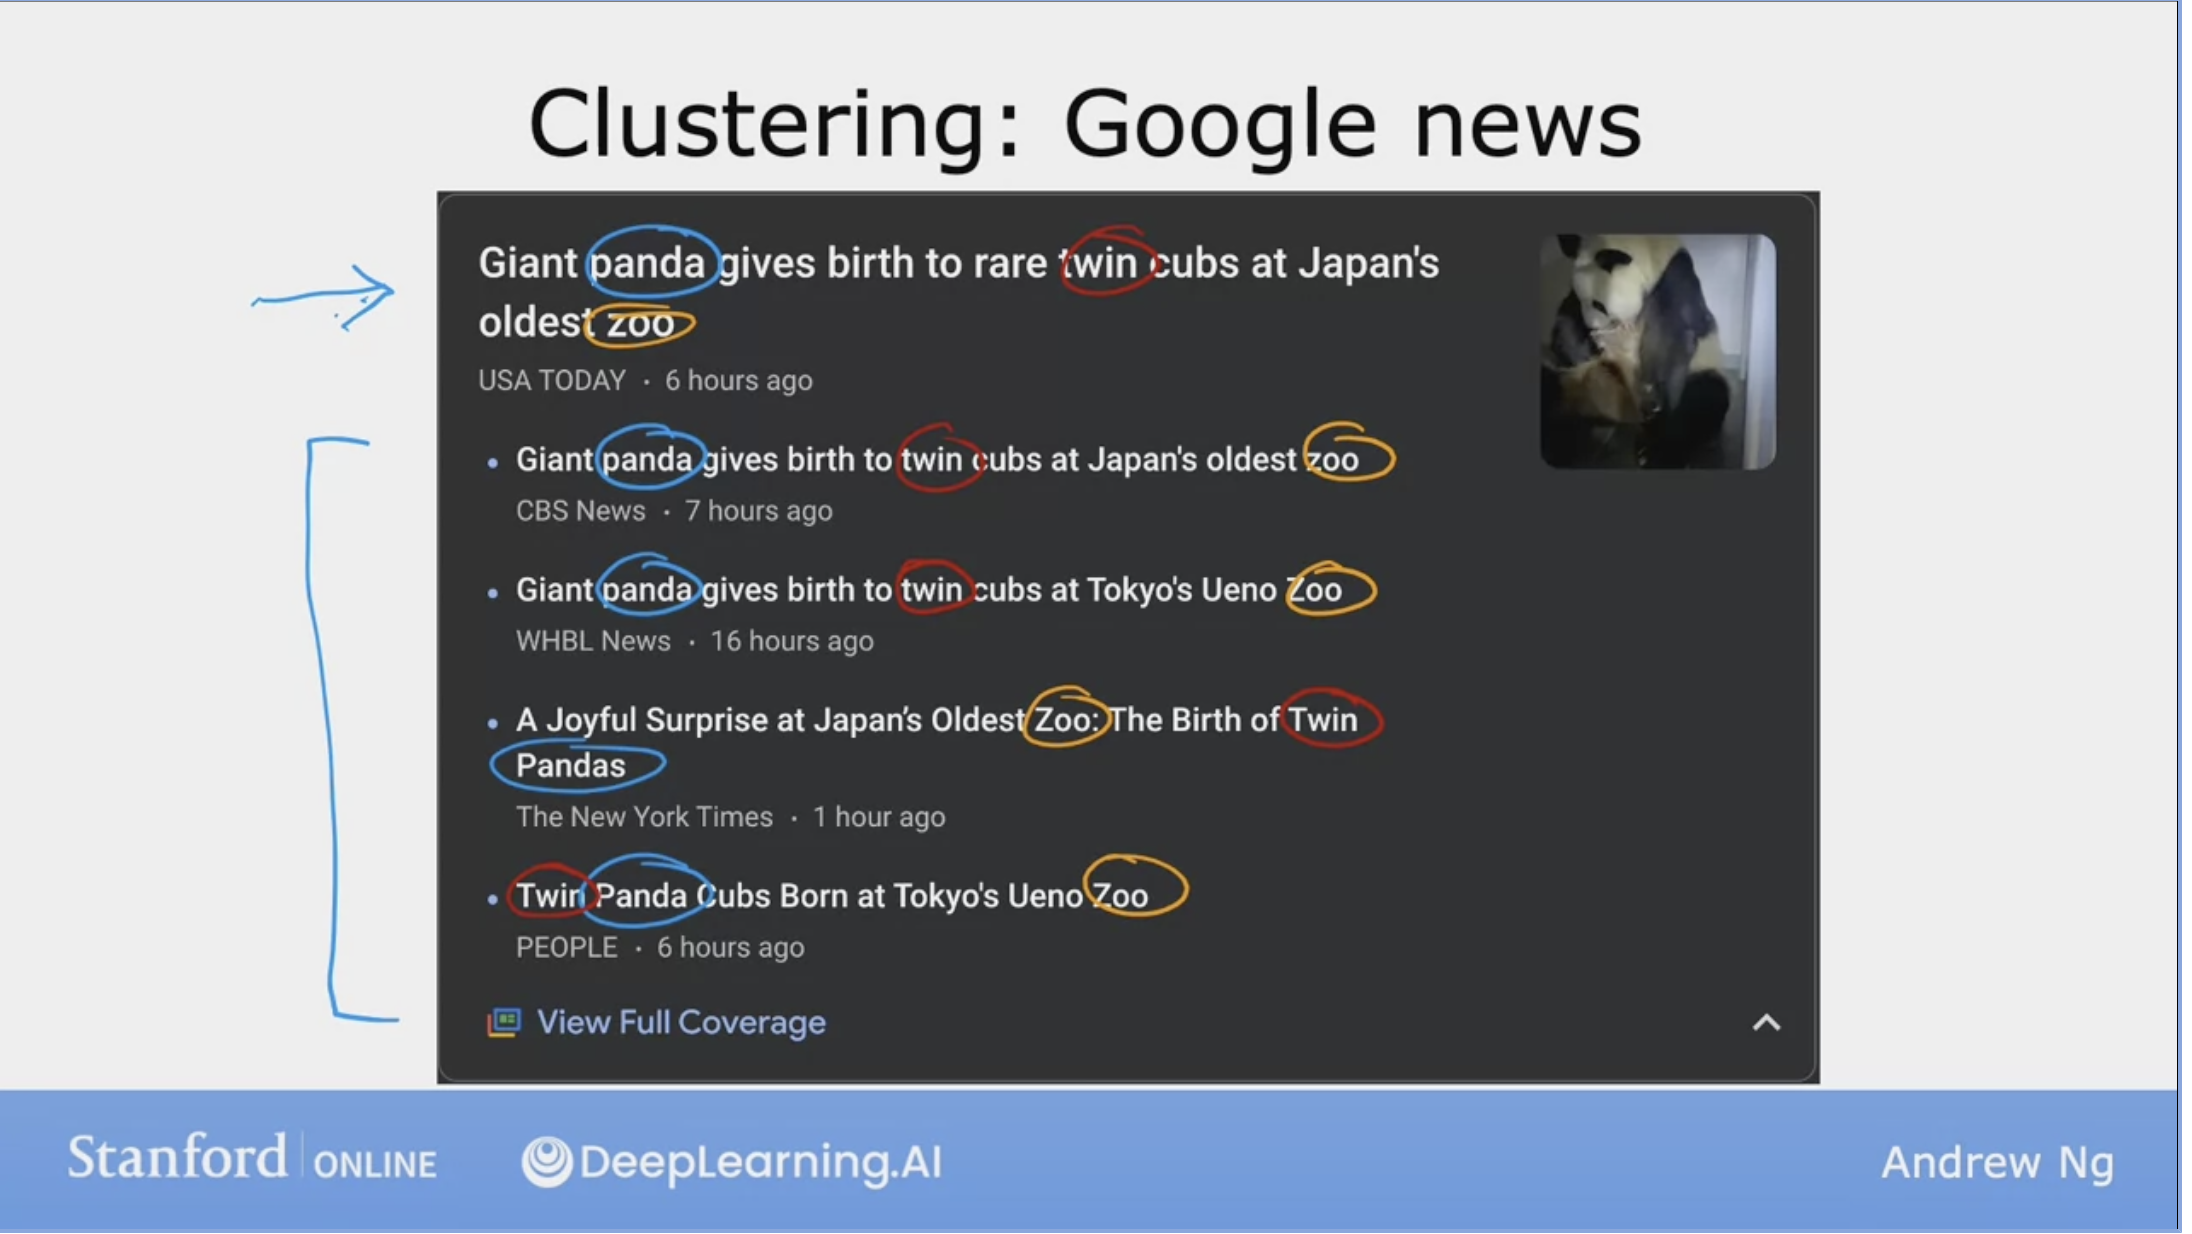 Clustering: Google news
Giant panda gives birth to rare twin cubs at Japan's
oldest zoo
USA TODAY · 6 hours ago
• Giant panda gives birth to twin cubs at Japan's oldest zoo
CBS News · 7 hours ago
• Giant panda gives birth to twin cubs at Tokyo's Ueno Zoo
WHBL News · 16 hours ago
• A Joyful Surprise at Japan’s Oldest Zoo: The Birth of Twin
Pandas
The New York Times · 1 hour ago
• Twin Panda Cubs Born at Tokyo's Ueno Zoo
PEOPLE · 6 hours ago
View Full Coverage
Stanford | ONLINE DeepLearning.AI Andrew Ng